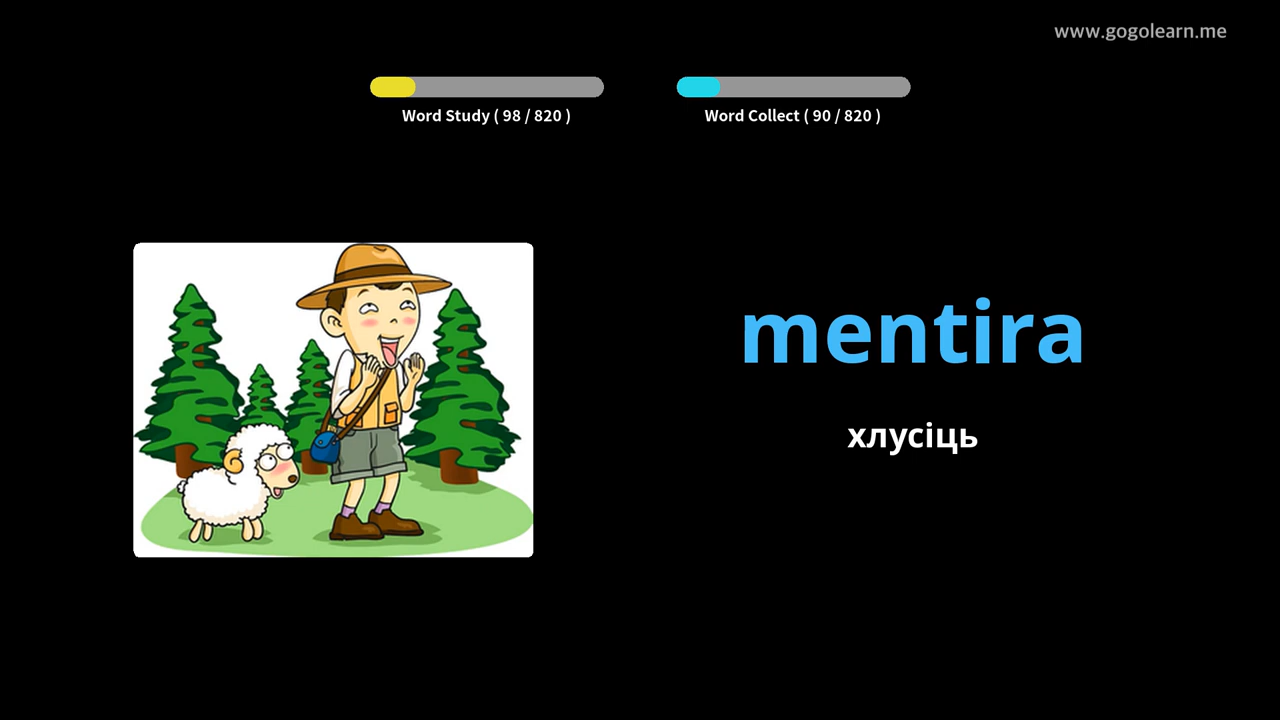 www.gogolearn.me
Word Study ( 98 / 820 )
Word Collect ( 90 / 820 )
mentira
хлусіць